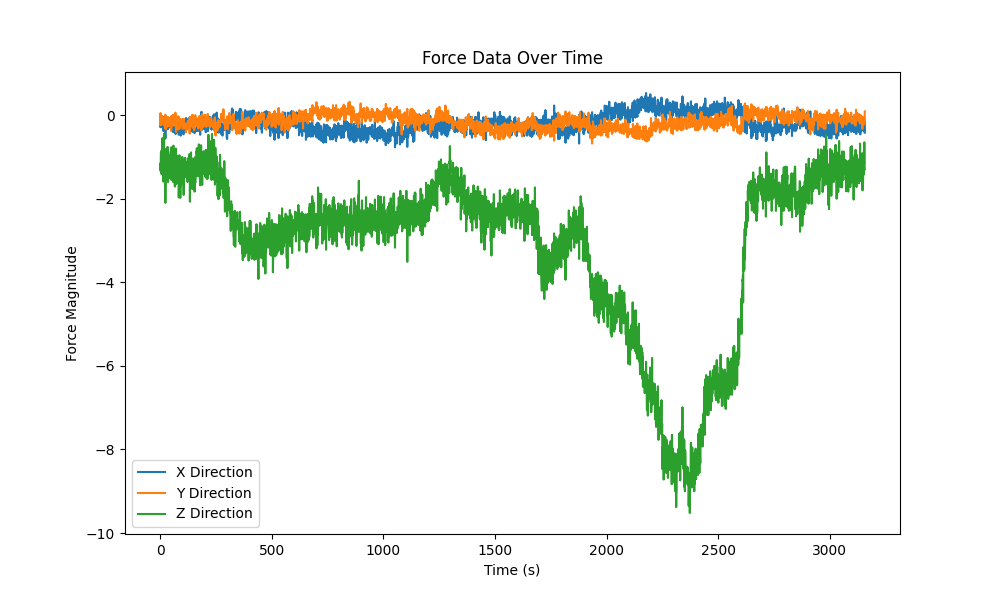 Force Data Over Time
Force Magnitude
0
−2
−4
−6
−8
−10
X Direction
Y Direction
Z Direction
0 500 1000 1500 2000 2500 3000
Time (s)